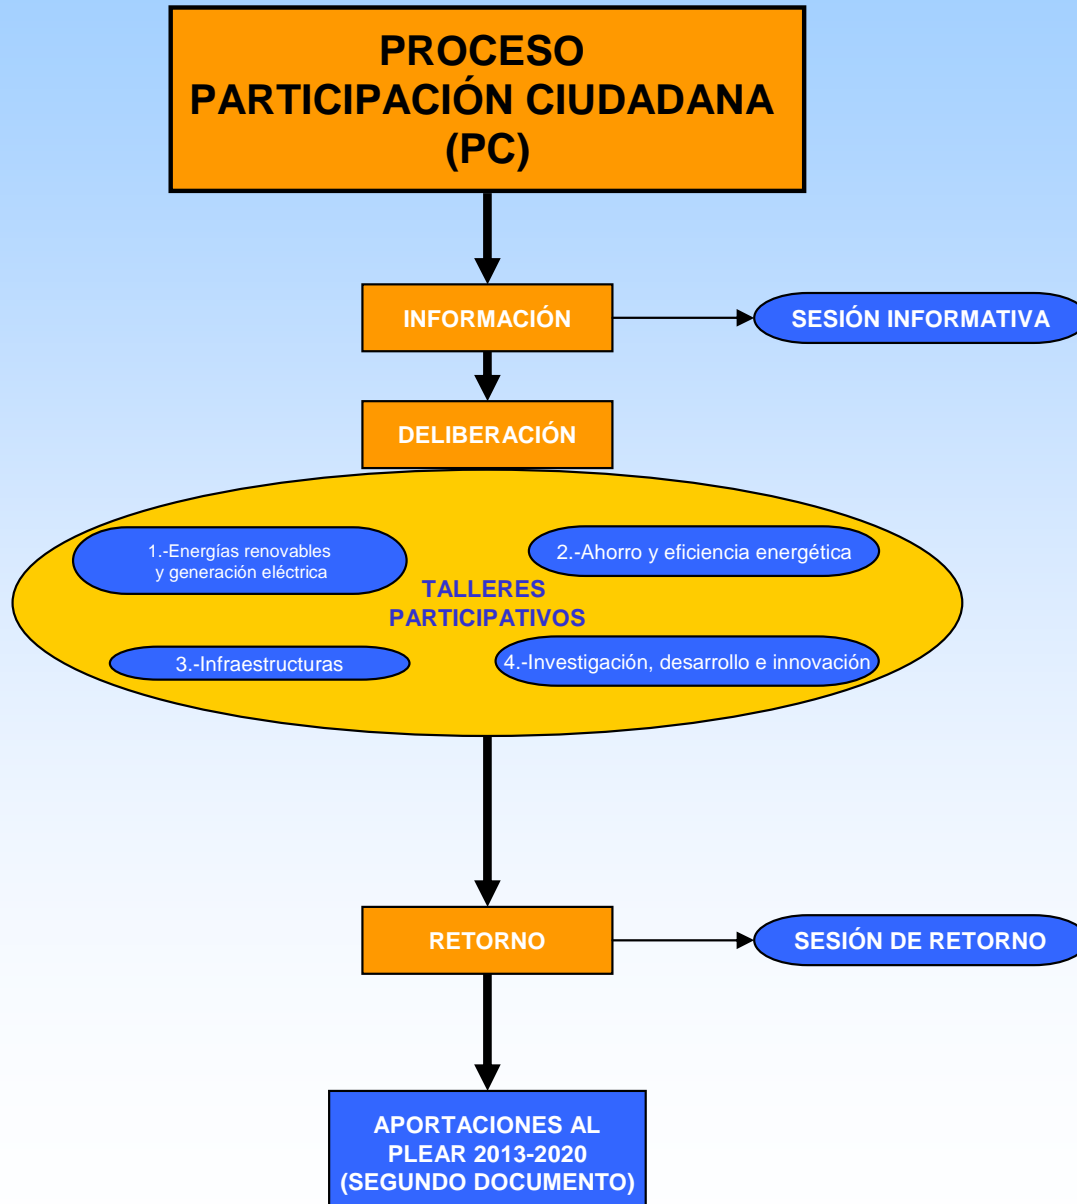 PROCESO
PARTICIPACIÓN CIUDADANA
(PC)
INFORMACIÓN
SESIÓN INFORMATIVA
DELIBERACIÓN
1.-Energías renovables
y generación eléctrica
2.-Ahorro y eficiencia energética
TALLERES
PARTICIPATIVOS
3.-Infraestructuras
4.-Investigación, desarrollo e innovación
RETORNO
SESIÓN DE RETORNO
APORTACIONES AL
PLEAR 2013-2020
(SEGUNDO DOCUMENTO)